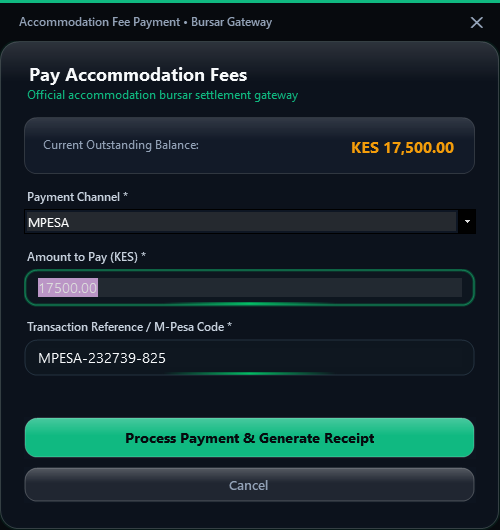 Accommodation Fee Payment • Bursar Gateway
Pay Accommodation Fees
Official accommodation bursar settlement gateway
Current Outstanding Balance: KES 17,500.00
Payment Channel *
MPESA
Amount to Pay (KES) *
17500.00
Transaction Reference / M-Pesa Code *
MPESA-232739-825
Process Payment & Generate Receipt
Cancel